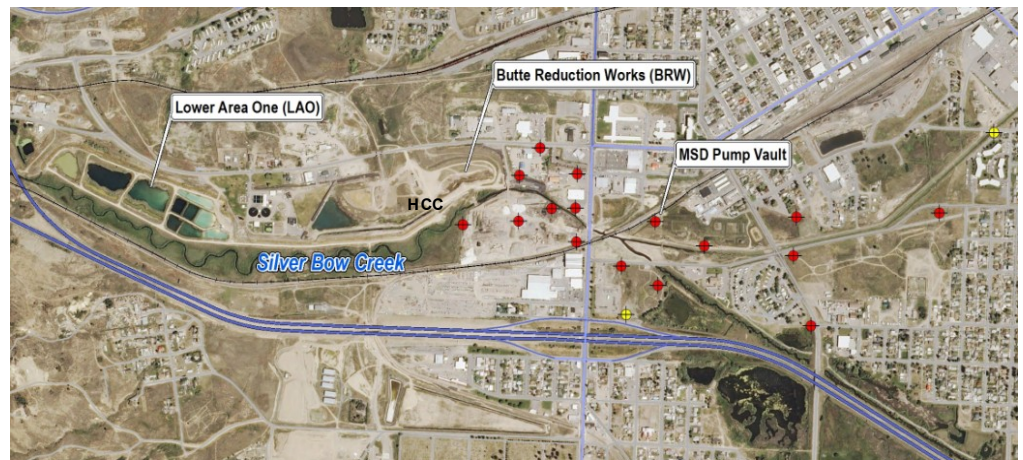 Butte Reduction Works (BRW)
Lower Area One (LAO)
MSD Pump Vault
HCC
Silver Bow Creek